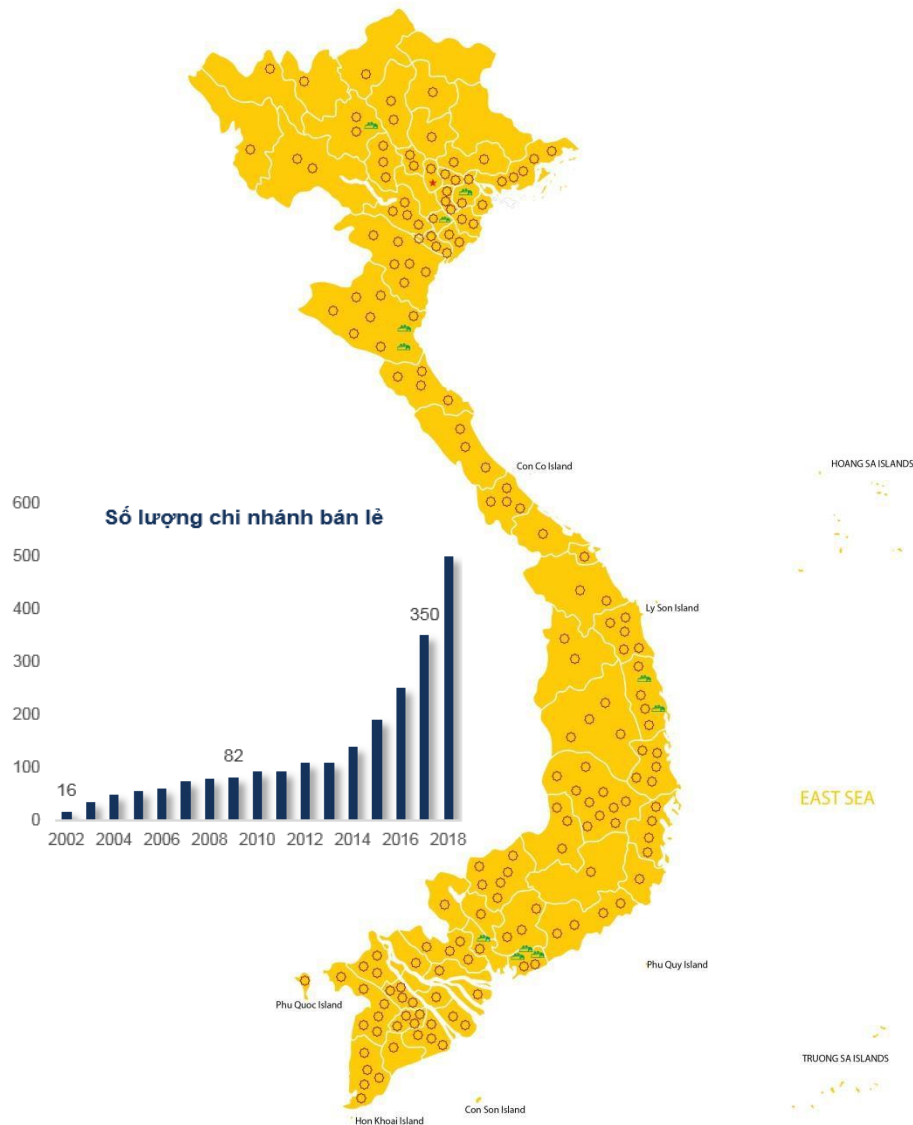 Con Co Island
HOANG SA ISLANDS
Số lượng chi nhánh bán lẻ
600
500
400
300
200
100
0
16
82
350
2002 2004 2006 2008 2010 2012 2014 2016 2018
Ly Son Island
EAST SEA
Phu Quy Island
Phu Quoc Island
TRUONG SA ISLANDS
Con Son Island
Hon Khoai Island